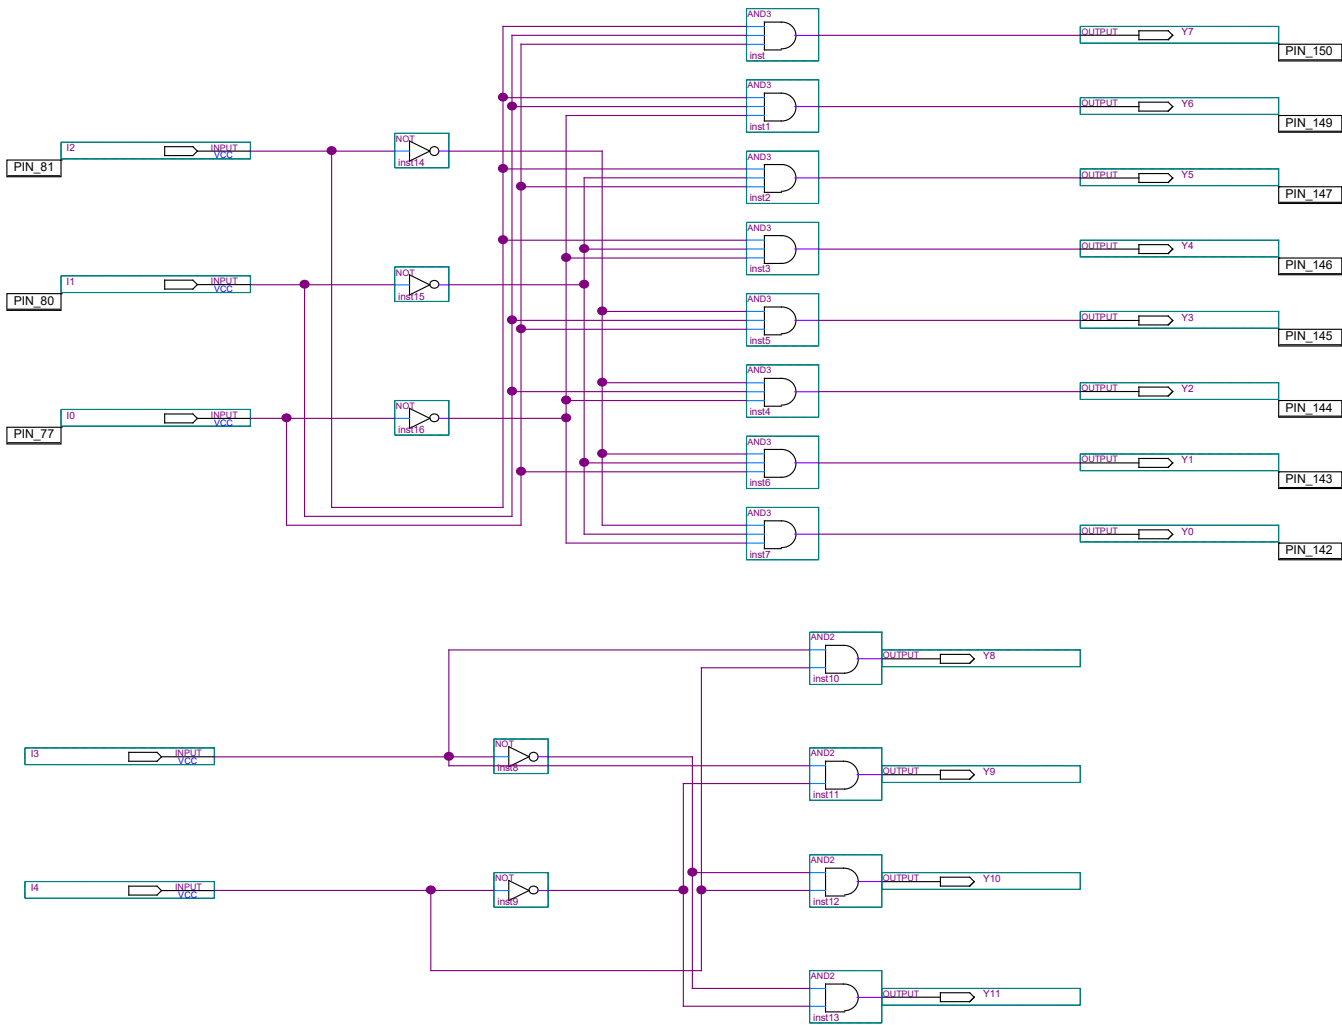 AND3
inst
OUTPUT Y7
PIN_150
AND3
inst1
OUTPUT Y6
PIN_149
I2 INPUT
VCC
PIN_81
NOT
inst14
AND3
inst2
OUTPUT Y5
PIN_147
AND3
inst3
OUTPUT Y4
PIN_146
I1 INPUT
VCC
PIN_80
NOT
inst15
AND3
inst5
OUTPUT Y3
PIN_145
AND3
inst4
OUTPUT Y2
PIN_144
I0 INPUT
VCC
PIN_77
NOT
inst16
AND3
inst6
OUTPUT Y1
PIN_143
AND3
inst7
OUTPUT Y0
PIN_142
AND2
inst10
OUTPUT Y8
I3 INPUT
VCC
NOT
inst8
AND2
inst11
OUTPUT Y9
I4 INPUT
VCC
NOT
inst9
AND2
inst12
OUTPUT Y10
AND2
inst13
OUTPUT Y11